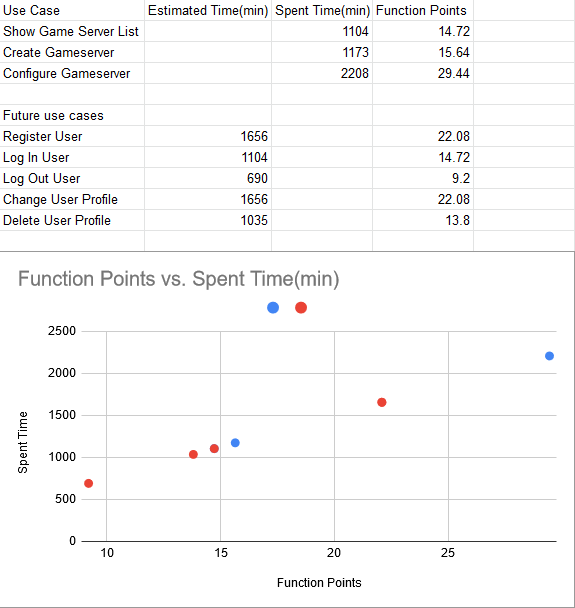 Use Case Estimated Time(min) Spent Time(min) Function Points
Show Game Server List 1104 14.72
Create Gameserver 1173 15.64
Configure Gameserver 2208 29.44
Future use cases
Register User 1656 22.08
Log In User 1104 14.72
Log Out User 690 9.2
Change User Profile 1656 22.08
Delete User Profile 1035 13.8
Function Points vs. Spent Time(min)
2500
2000
1500
1000
500
0
Spent Time
10 15 20 25
Function Points